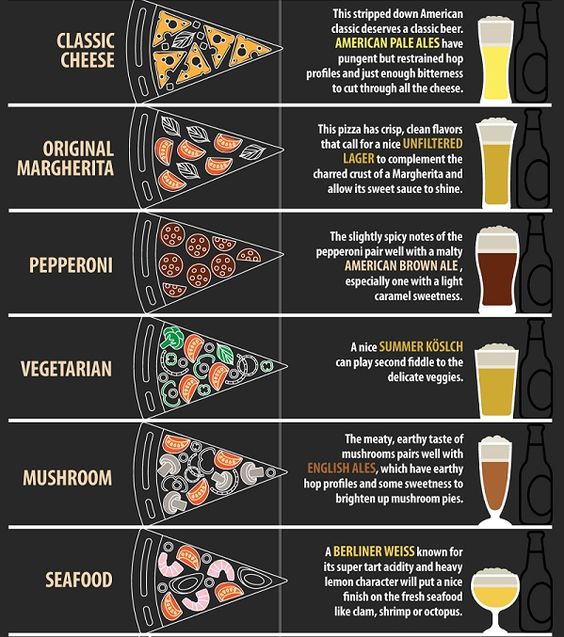 CLASSIC
CHEESE
This stripped down American
classic deserves a classic beer.
AMERICAN PALE ALES have
pungent but restrained hop
profiles and just enough bitterness
to cut through all the cheese.
ORIGINAL
MARGHERITA
This pizza has crisp, clean flavors
that call for a nice UNFILTERED
LAGER to complement the
charred crust of a Margherita and
allow its sweet sauce to shine.
PEPPERONI
The slightly spicy notes of the
pepperoni pair well with a malty
AMERICAN BROWN ALE ,
especially one with a light
caramel sweetness.
VEGETARIAN
A nice SUMMER KÖSLCH
can play second fiddle to the
delicate veggies.
MUSHROOM
The meaty, earthy taste of
mushrooms pairs well with
ENGLISH ALES, which have earthy
hop profiles and some sweetness to
brighten up mushroom pies.
SEAFOOD
A BERLINER WEISS known for
its super tart acidity and heavy
lemon character will put a nice
finish on the fresh seafood
like clam, shrimp or octopus.